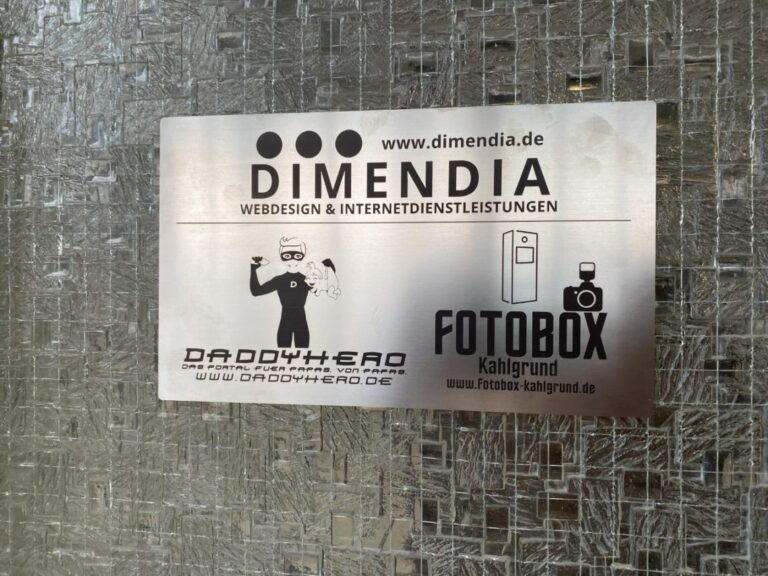 www.dimendia.de
DIMENDIA
WEBDESIGN & INTERNETDIENSTLEISTUNGEN
D
DADDYHERO
DAS PORTAL FUER PAPAS. VON PAPAS.
WWW.DADDYHERO.DE
FOTOBOX
Kahlgrund
www.Fotobox-kahlgrund.de